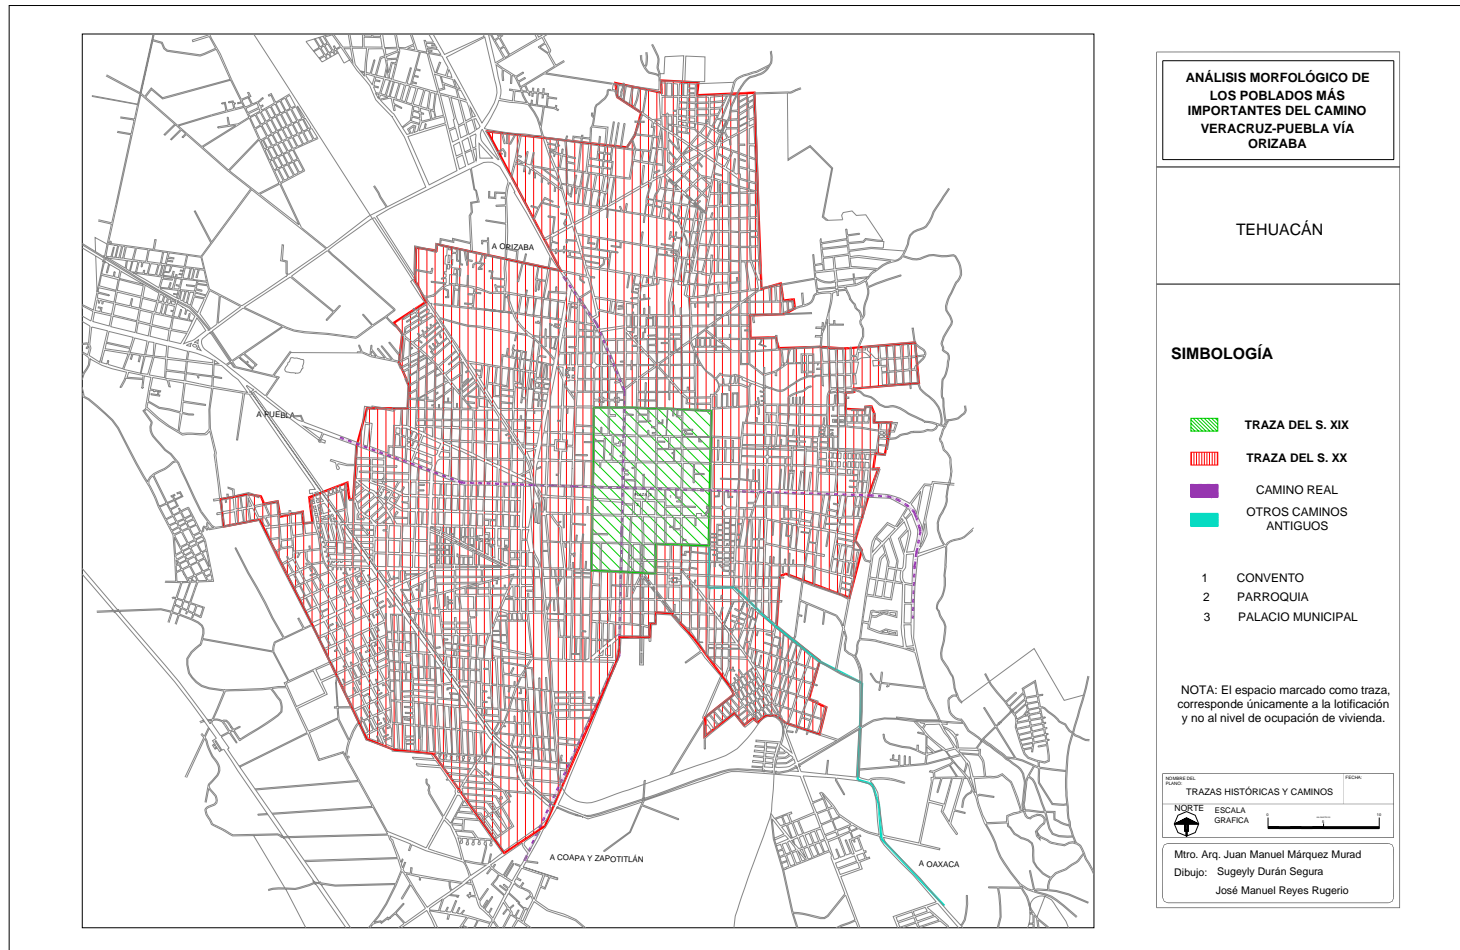 ANÁLISIS MORFOLÓGICO DE
LOS POBLADOS MÁS
IMPORTANTES DEL CAMINO
VERACRUZ-PUEBLA VÍA
ORIZABA
TEHUACÁN
SIMBOLOGÍA
TRAZA DEL S. XIX
TRAZA DEL S. XX
CAMINO REAL
OTROS CAMINOS
ANTIGUOS
1 CONVENTO
2 PARROQUIA
3 PALACIO MUNICIPAL
NOTA: El espacio marcado como traza,
corresponde únicamente a la lotificación
y no al nivel de ocupación de vivienda.
NOMBRE DEL
PLANO:
FECHA:
TRAZAS HISTÓRICAS Y CAMINOS
NORTE
ESCALA
GRAFICA
Mtro. Arq. Juan Manuel Márquez Murad
Dibujo: Sugeyly Durán Segura
José Manuel Reyes Rugerio
A ORIZABA
A PUEBLA
A COAPA Y ZAPOTITLÁN
A OAXACA